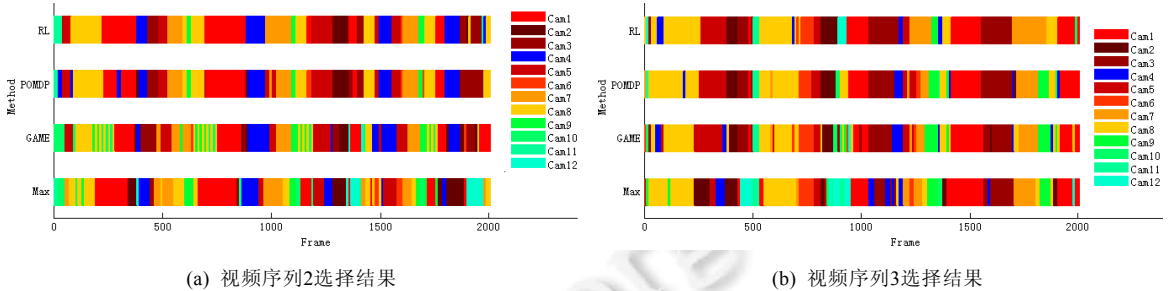 RL
POMDP
GAME
Max
Method
0
500
1000
1500
2000
Frame
Cam1
Cam2
Cam3
Cam4
Cam5
Cam6
Cam7
Cam8
Cam9
Cam10
Cam11
Cam12
(a) 视频序列2选择结果
RL
POMDP
GAME
Max
Method
0
500
1000
1500
2000
Frame
Cam1
Cam2
Cam3
Cam4
Cam5
Cam6
Cam7
Cam8
Cam9
Cam10
Cam11
Cam12
(b) 视频序列3选择结果